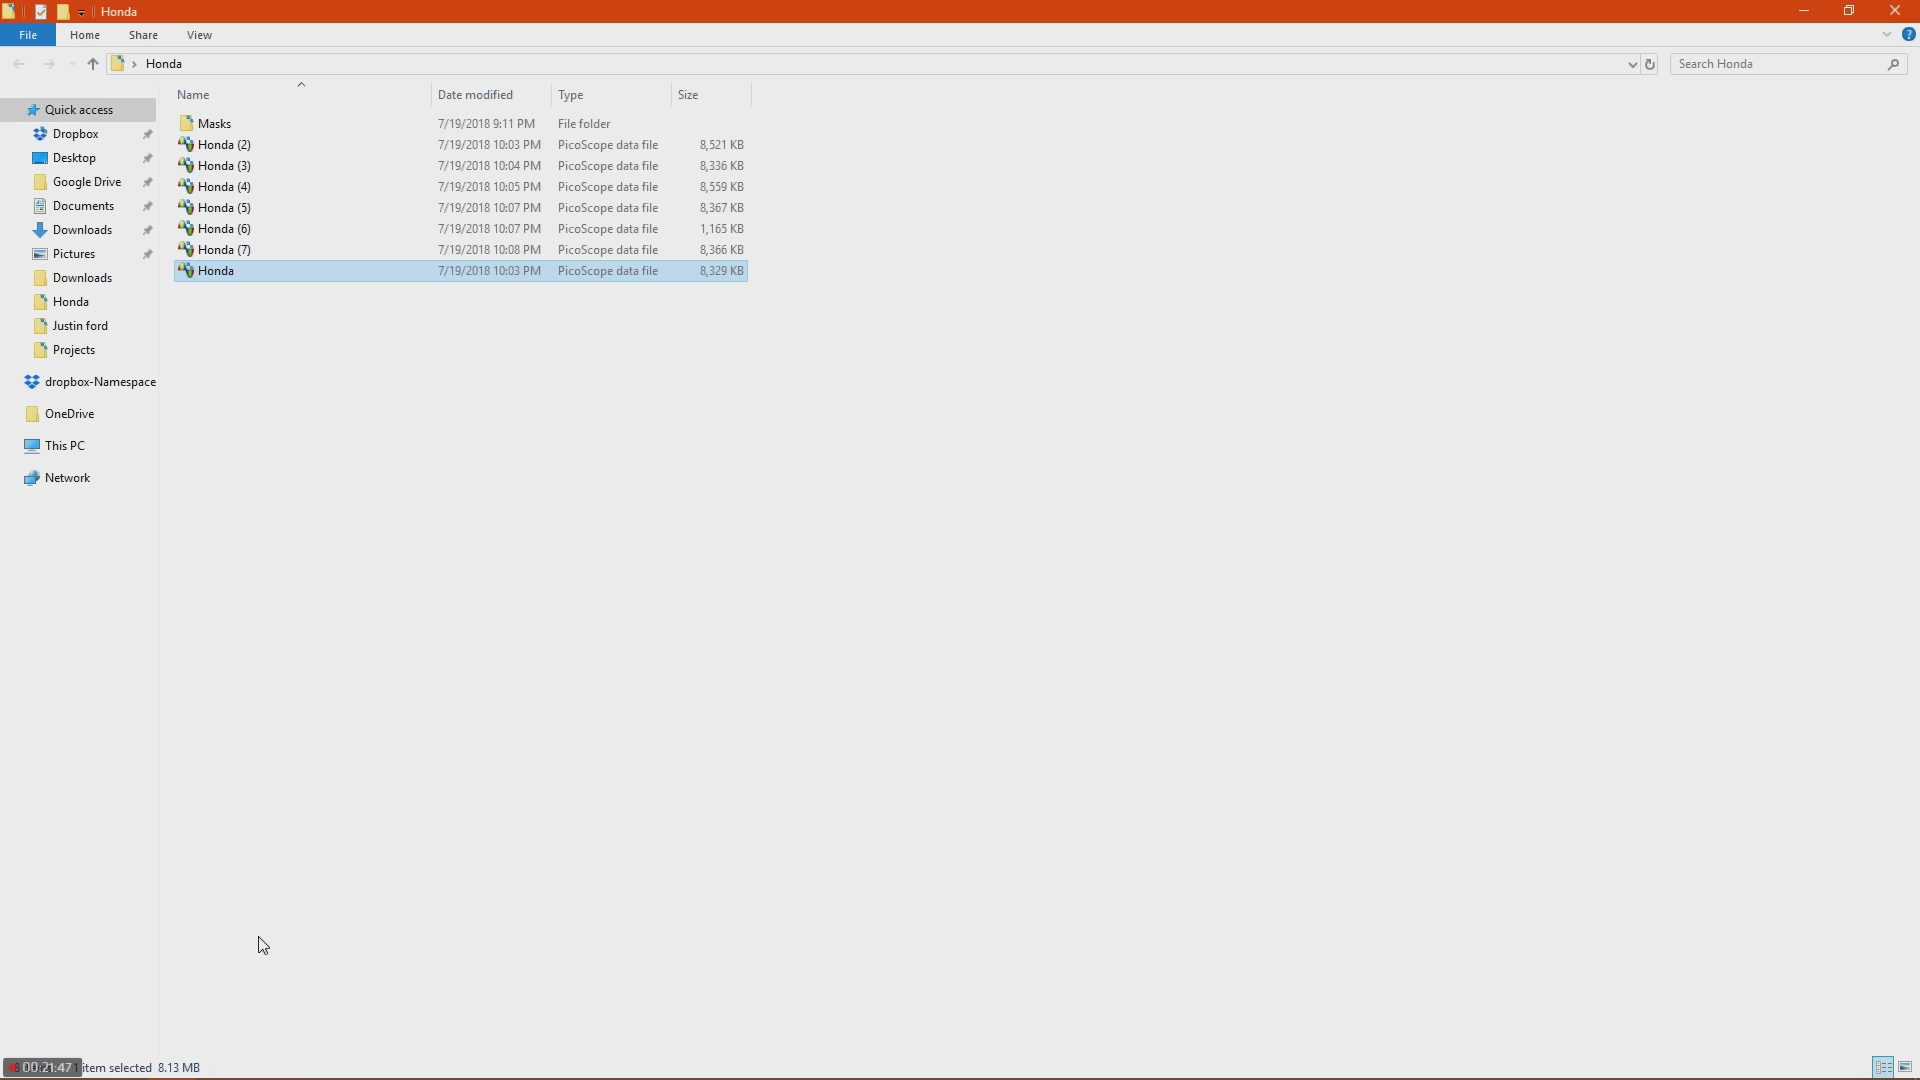 Honda
File Home Share View
Honda
Search Honda
Name Date modified Type Size
Quick access
Dropbox
Desktop
Google Drive
Documents
Downloads
Pictures
Downloads
Honda
Justin ford
Projects
dropbox-Namespace
OneDrive
This PC
Network
Masks 7/19/2018 9:11 PM File folder
Honda (2) 7/19/2018 10:03 PM PicoScope data file 8,521 KB
Honda (3) 7/19/2018 10:04 PM PicoScope data file 8,336 KB
Honda (4) 7/19/2018 10:05 PM PicoScope data file 8,559 KB
Honda (5) 7/19/2018 10:07 PM PicoScope data file 8,367 KB
Honda (6) 7/19/2018 10:07 PM PicoScope data file 1,165 KB
Honda (7) 7/19/2018 10:08 PM PicoScope data file 8,366 KB
Honda 7/19/2018 10:03 PM PicoScope data file 8,329 KB
00:21:47 1 item selected 8.13 MB